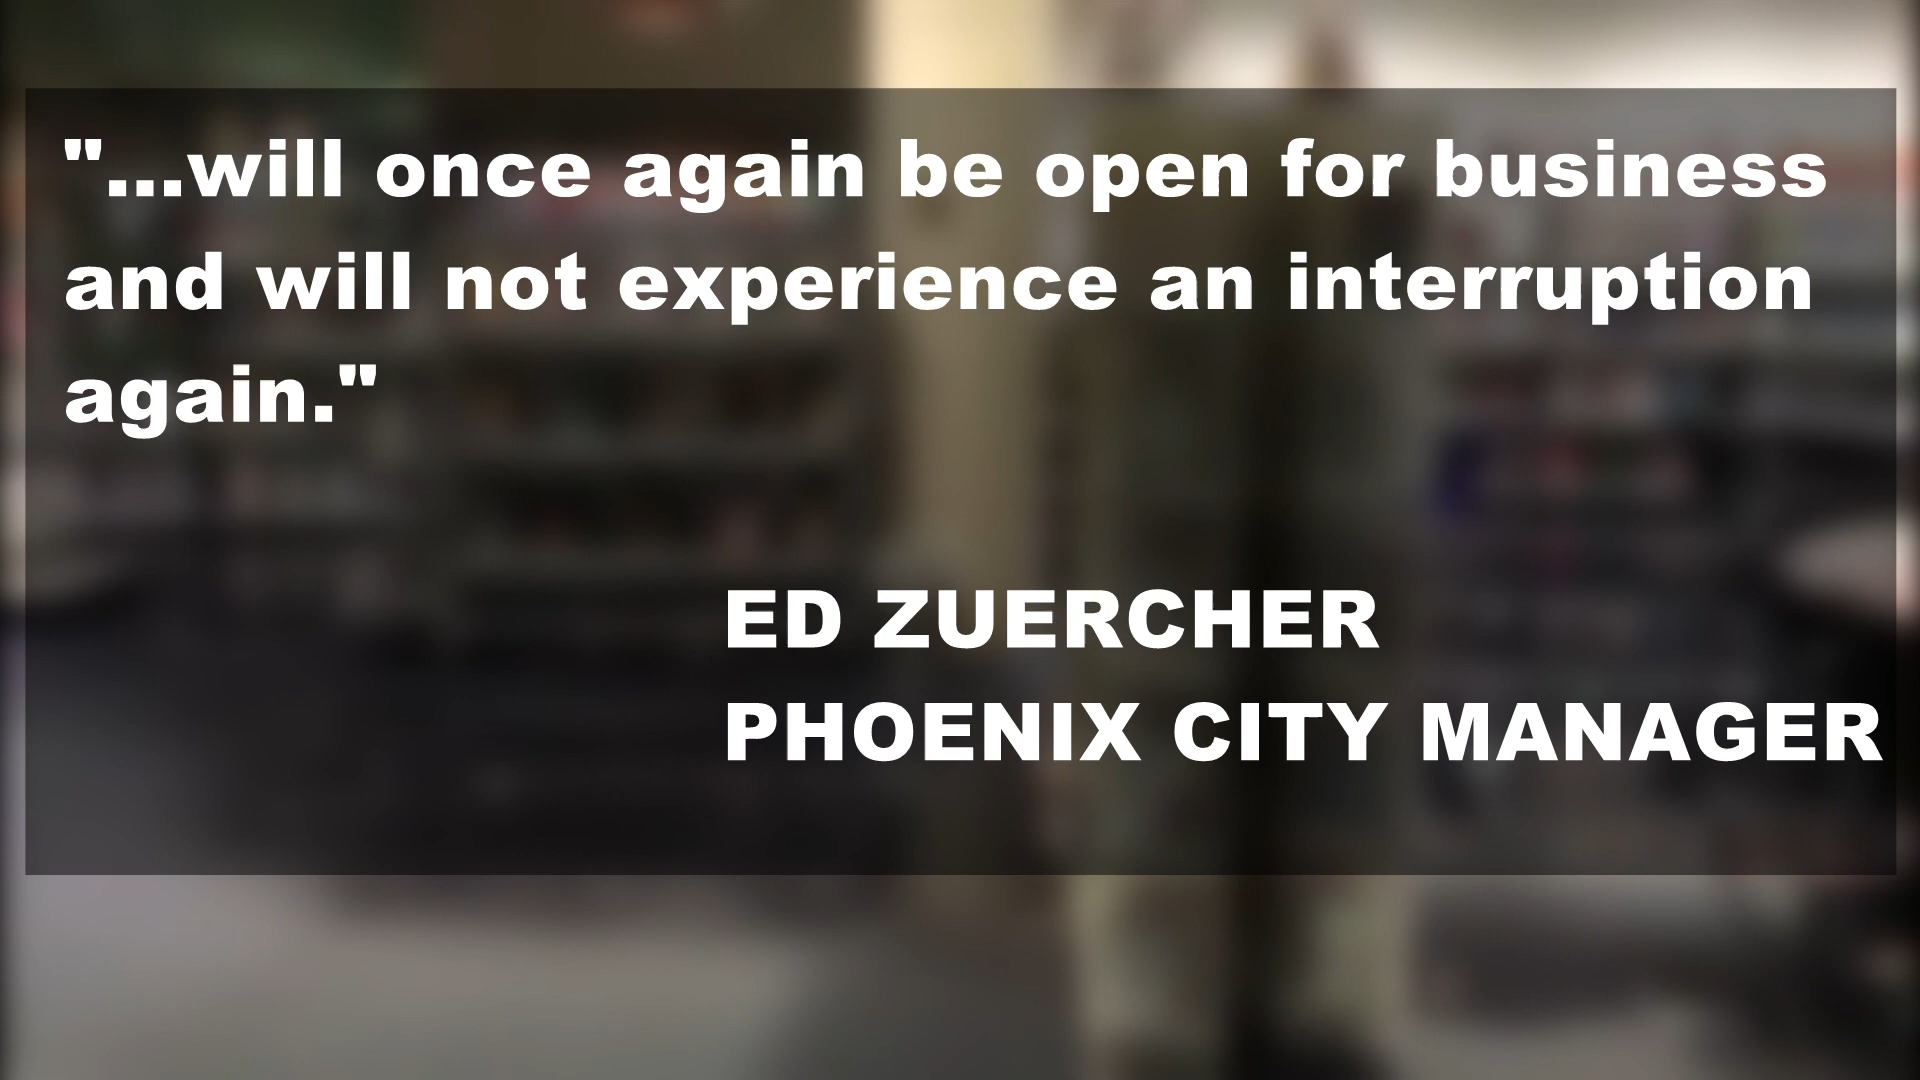 "...will once again be open for business
and will not experience an interruption
again."
ED ZUERCHER
PHOENIX CITY MANAGER